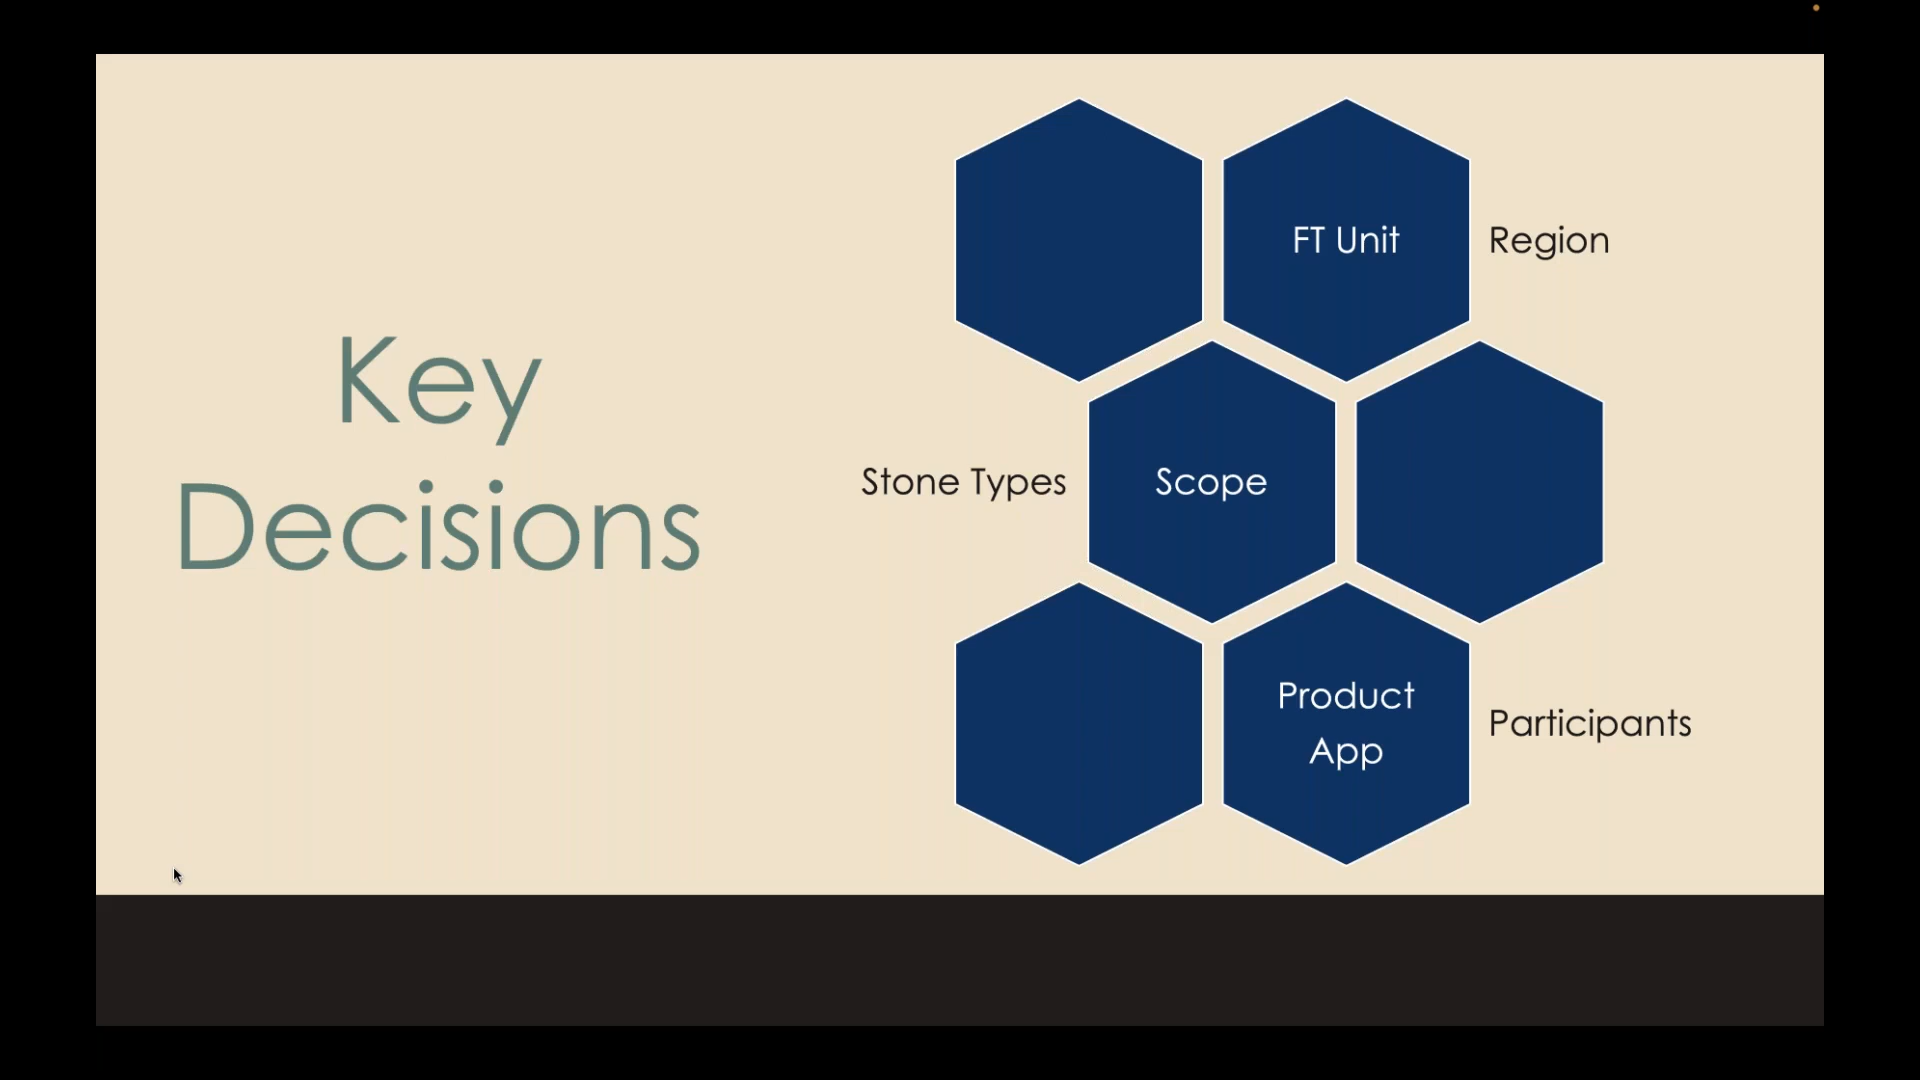 Key
Decisions
FT Unit
Region
Stone Types
Scope
Product
App
Participants